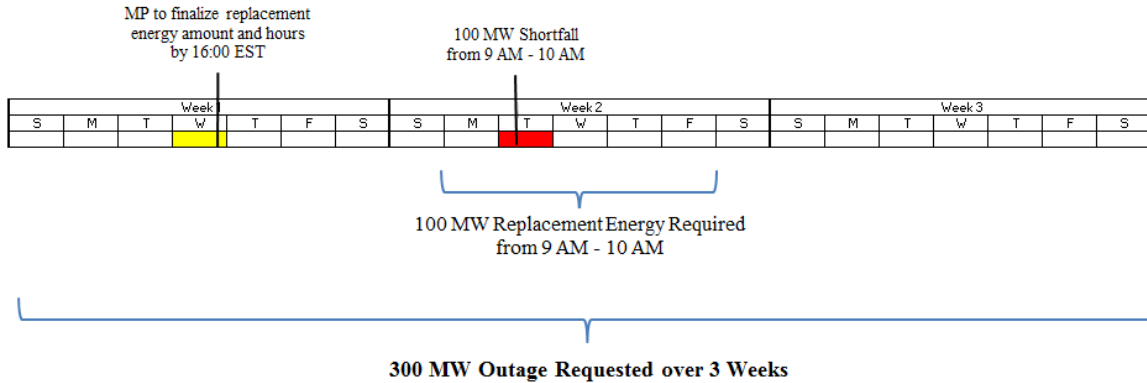 MP to finalize replacement
energy amount and hours
by 16:00 EST
100 MW Shortfall
from 9 AM - 10 AM
Week 1 Week 2 Week 3
S M T W T F S S M T W T F S S M T W T F S
100 MW Replacement Energy Required
from 9 AM - 10 AM
300 MW Outage Requested over 3 Weeks